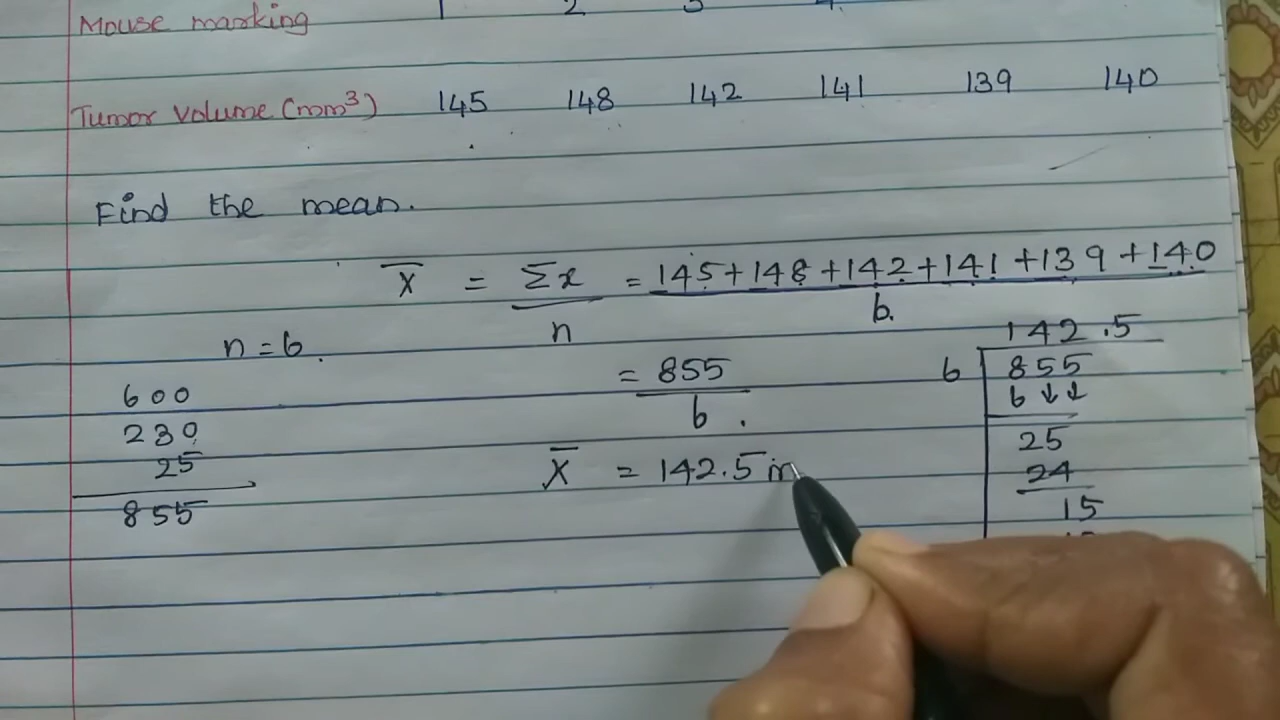 Mouse marking 1 2 3 4
Tumor Volume (mm³) 145 148 142 141 139 140
Find the mean.
X̅ = Σx / n = 145+148+142+141+139+140 / 6.
n = 6.
142.5
= 855 / 6.
6 855
600
6 ↓↓
230
25
25
X̅ = 142.5 m
24
855
15